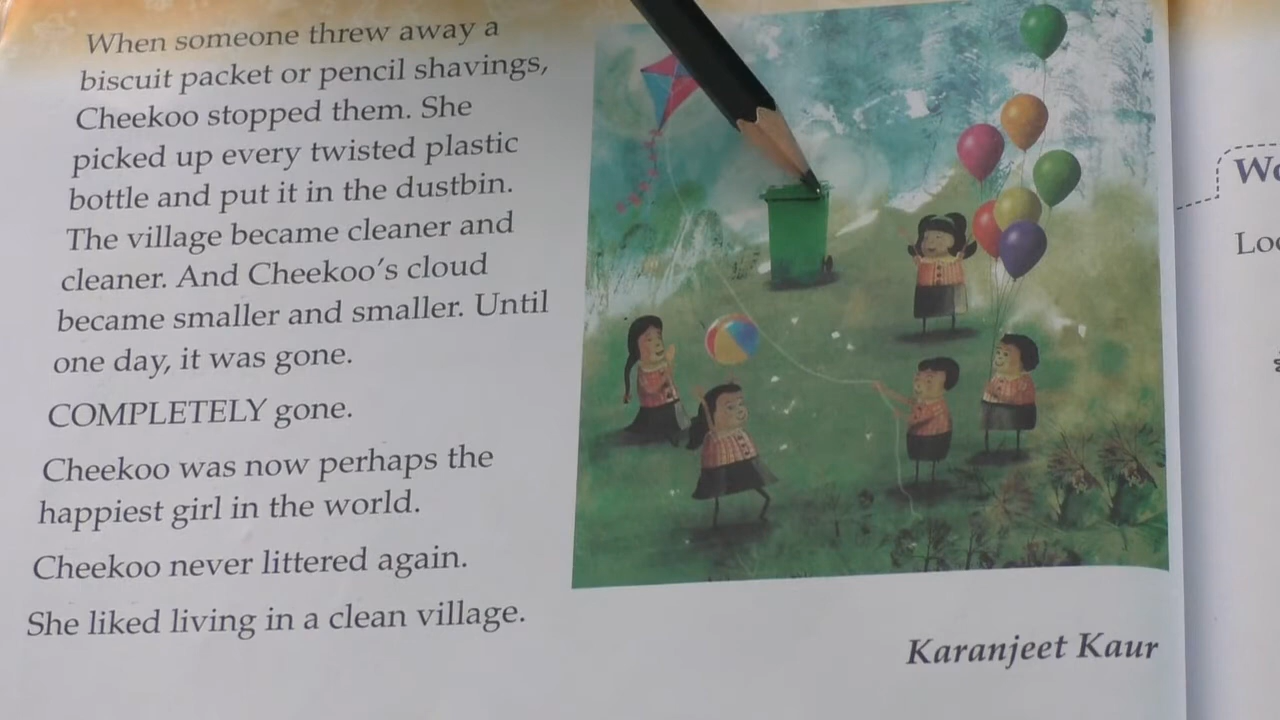 When someone threw away a
biscuit packet or pencil shavings,
Cheekoo stopped them. She
picked up every twisted plastic
bottle and put it in the dustbin.
The village became cleaner and
cleaner. And Cheekoo's cloud
became smaller and smaller. Until
one day, it was gone.
COMPLETELY gone.
Cheekoo was now perhaps the
happiest girl in the world.
Cheekoo never littered again.
She liked living in a clean village.
Karanjeet Kaur